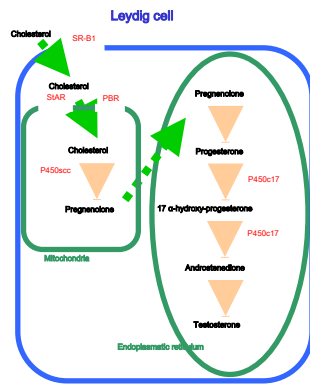 Leydig cell
Cholesterol
SR-B1
Cholesterol
StAR
PBR
Cholesterol
P450scc
Pregnenolone
Mitochondria
Pregnenolone
Progesterone
P450c17
17 α-hydroxy-progesterone
P450c17
Androstenedione
Testosterone
Endoplasmatic reticulum